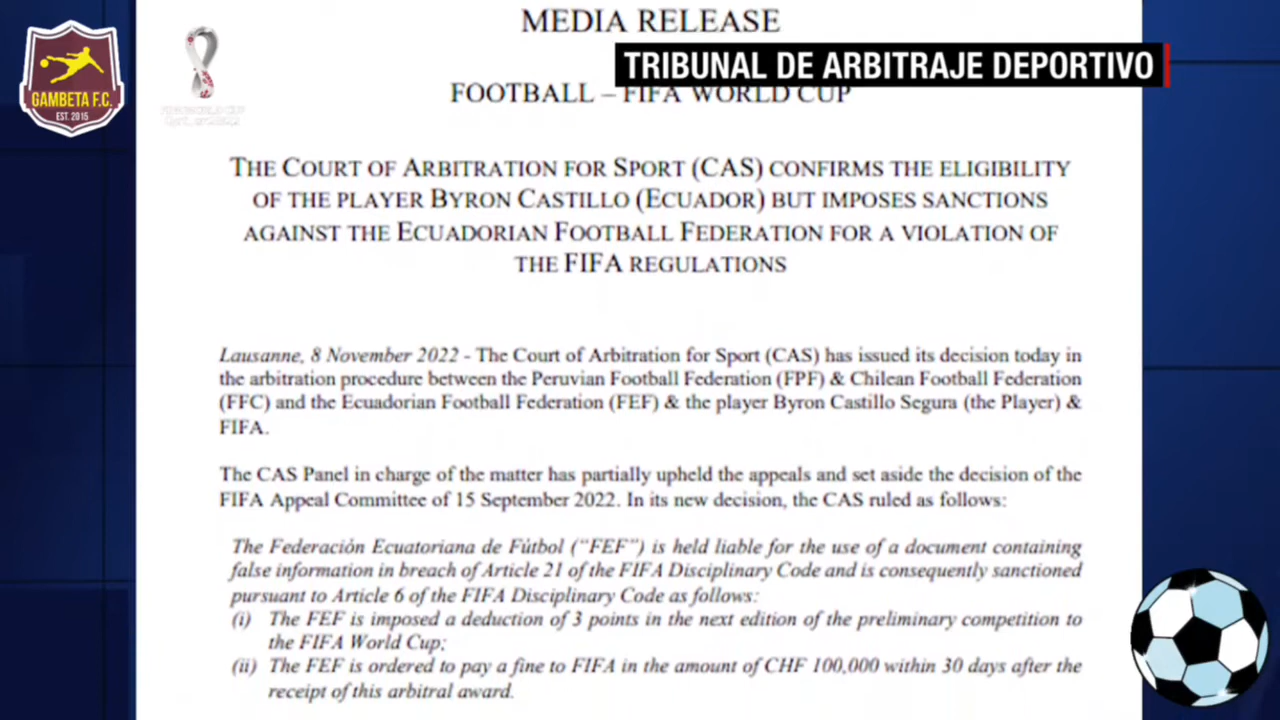 MEDIA RELEASE
TRIBUNAL DE ARBITRAJE DEPORTIVO
FOOTBALL – FIFA WORLD CUP
GAMBETA F.C.
EST. 2015
THE COURT OF ARBITRATION FOR SPORT (CAS) CONFIRMS THE ELIGIBILITY
OF THE PLAYER BYRON CASTILLO (ECUADOR) BUT IMPOSES SANCTIONS
AGAINST THE ECUADORIAN FOOTBALL FEDERATION FOR A VIOLATION OF
THE FIFA REGULATIONS
Lausanne, 8 November 2022 - The Court of Arbitration for Sport (CAS) has issued its decision today in
the arbitration procedure between the Peruvian Football Federation (FPF) & Chilean Football Federation
(FFC) and the Ecuadorian Football Federation (FEF) & the player Byron Castillo Segura (the Player) &
FIFA.
The CAS Panel in charge of the matter has partially upheld the appeals and set aside the decision of the
FIFA Appeal Committee of 15 September 2022. In its new decision, the CAS ruled as follows:
The Federación Ecuatoriana de Fútbol ("FEF") is held liable for the use of a document containing
false information in breach of Article 21 of the FIFA Disciplinary Code and is consequently sanctioned
pursuant to Article 6 of the FIFA Disciplinary Code as follows:
(i) The FEF is imposed a deduction of 3 points in the next edition of the preliminary competition to
the FIFA World Cup;
(ii) The FEF is ordered to pay a fine to FIFA in the amount of CHF 100,000 within 30 days after the
receipt of this arbitral award.